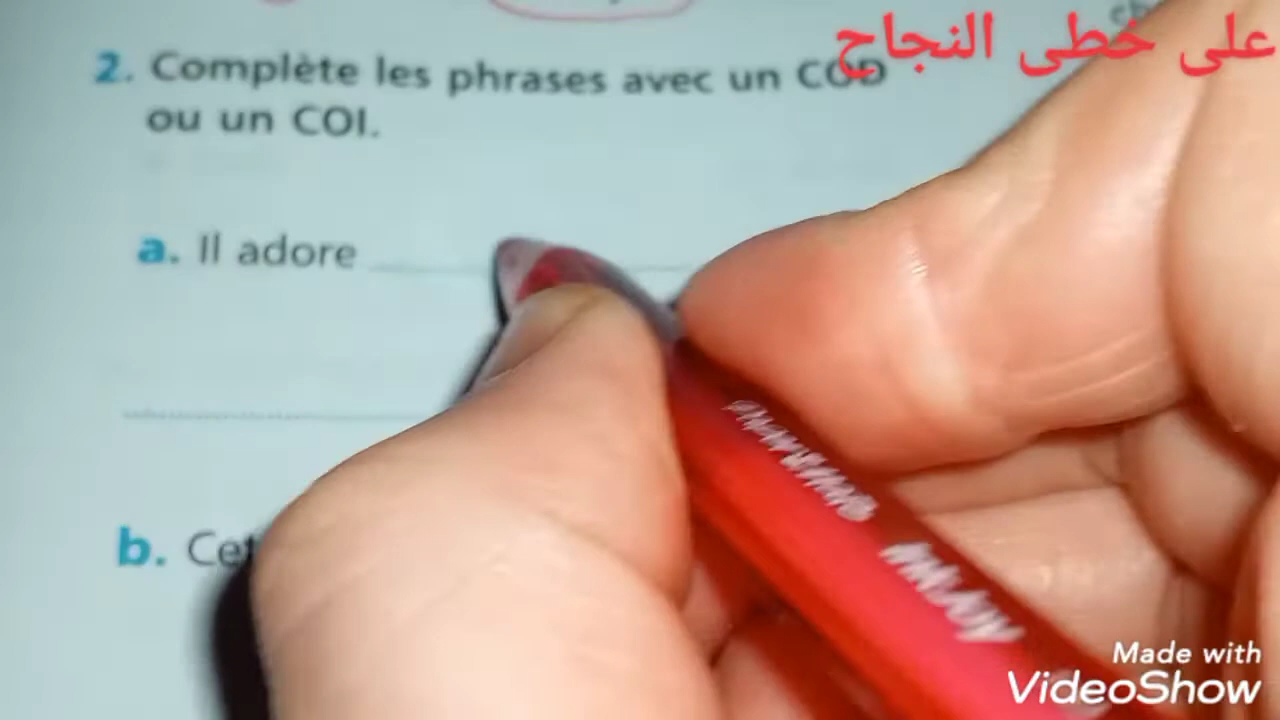 على خطى النجاح
2. Complète les phrases avec un COD
ou un COI.
a. Il adore
b.
Made with
VideoShow